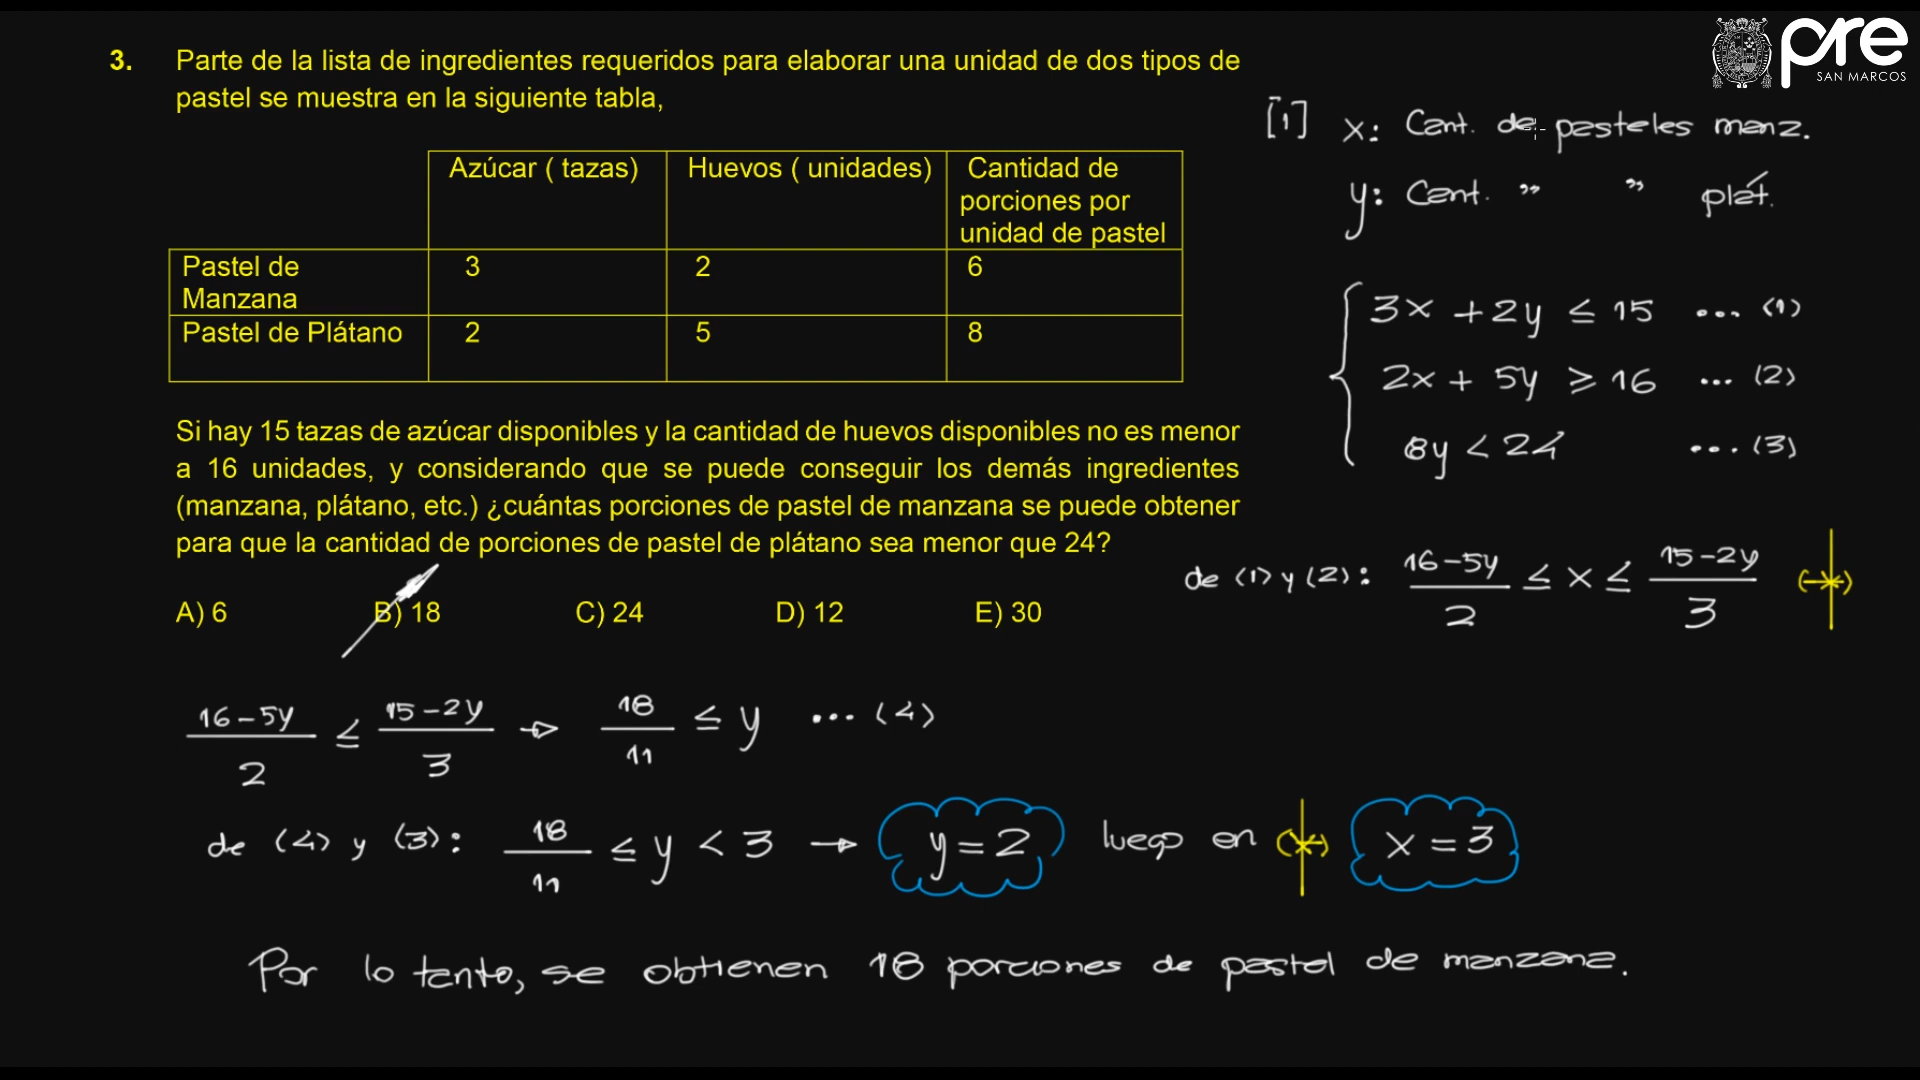 pre
SAN MARCOS
3. Parte de la lista de ingredientes requeridos para elaborar una unidad de dos tipos de
pastel se muestra en la siguiente tabla,
Azúcar ( tazas) Huevos ( unidades) Cantidad de
porciones por
unidad de pastel
Pastel de
Manzana 3 2 6
Pastel de Plátano 2 5 8
Si hay 15 tazas de azúcar disponibles y la cantidad de huevos disponibles no es menor
a 16 unidades, y considerando que se puede conseguir los demás ingredientes
(manzana, plátano, etc.) ¿cuántas porciones de pastel de manzana se puede obtener
para que la cantidad de porciones de pastel de plátano sea menor que 24?
A) 6 B) 18 C) 24 D) 12 E) 30
[1] x: Cant. de pasteles manz.
y: Cant. " " plát.
3x + 2y ≤ 15 ... (1)
2x + 5y ≥ 16 ... (2)
8y < 24 ... (3)
de (1) y (2): (16-5y)/2 ≤ x ≤ (15-2y)/3 (*)
(16-5y)/2 ≤ (15-2y)/3 → 18/11 ≤ y ... (4)
de (4) y (3): 18/11 ≤ y < 3 → y = 2 luego en (*) x = 3
Por lo tanto, se obtienen 18 porciones de pastel de manzana.